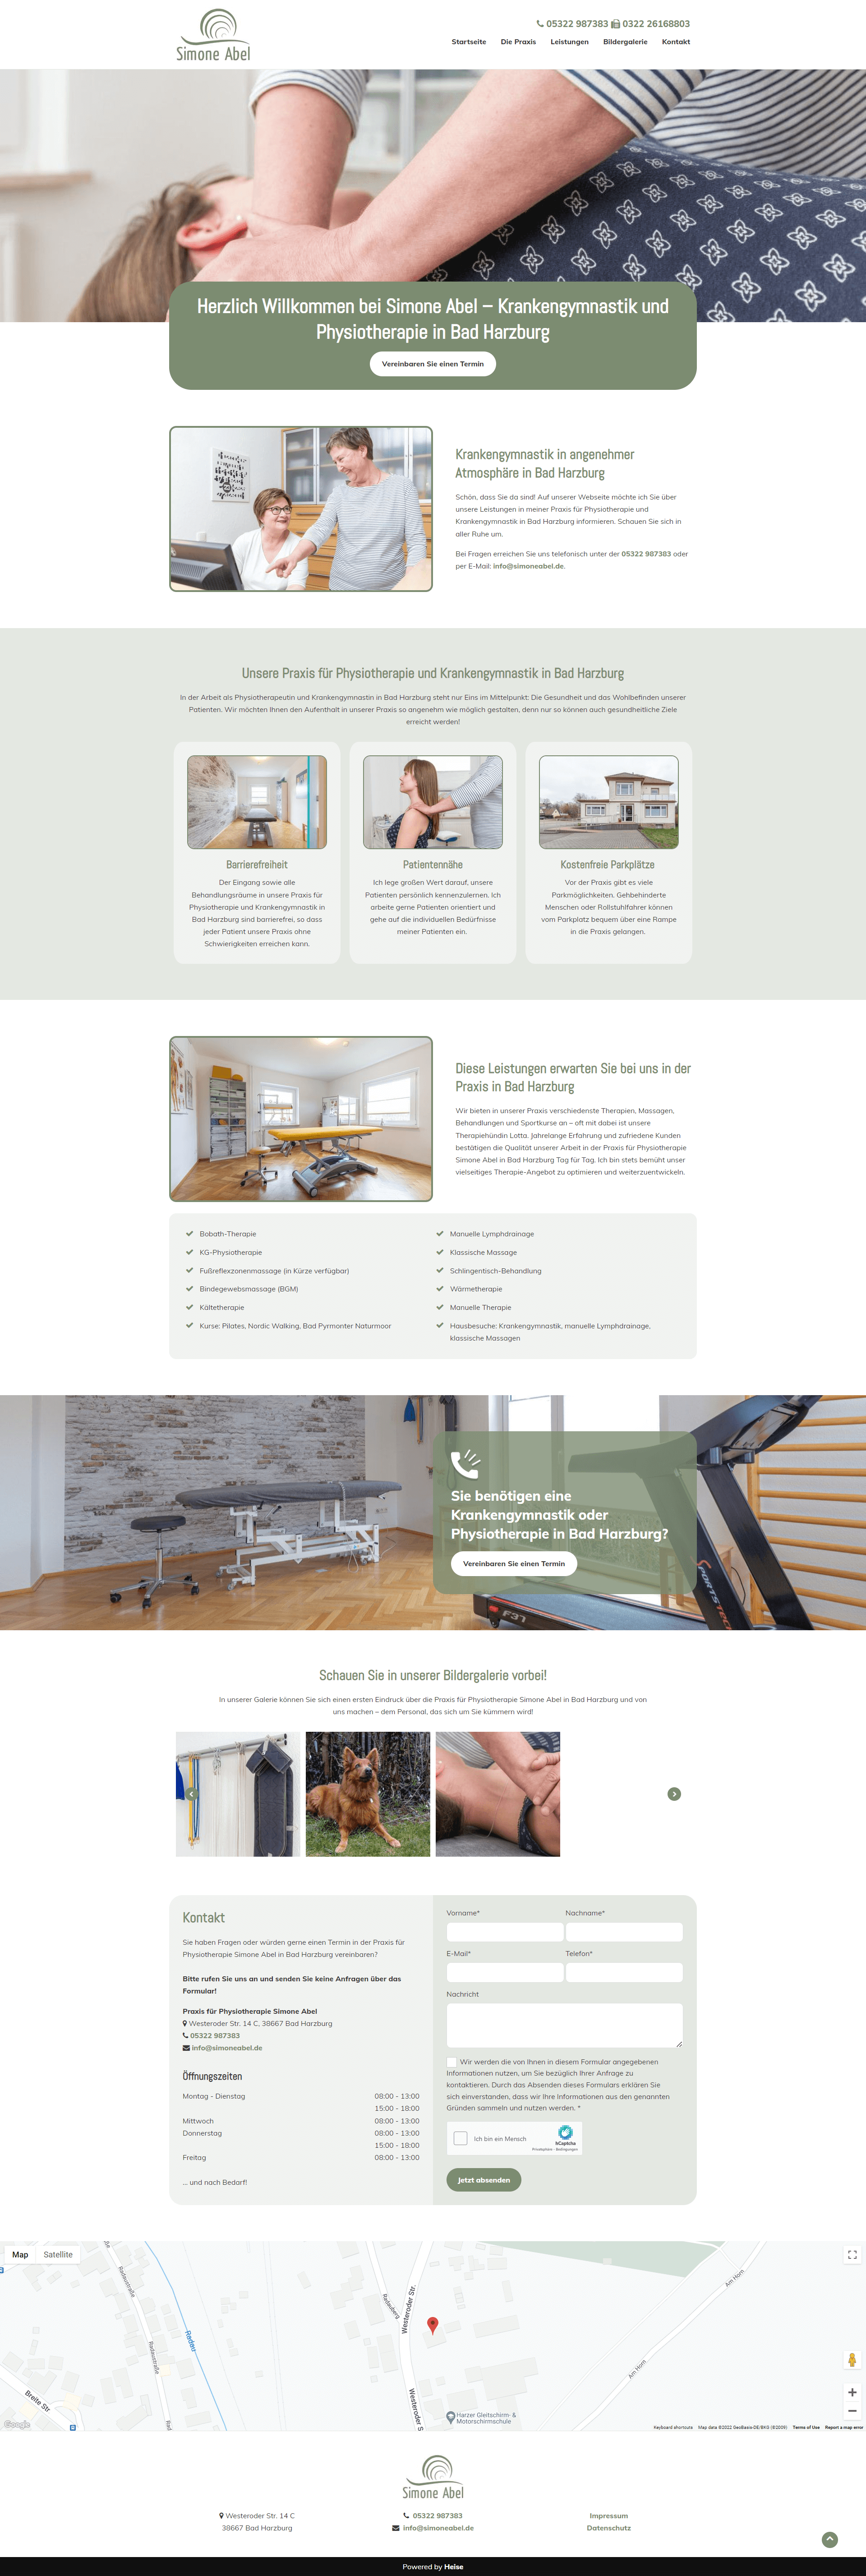 Simone Abel
05322 987383 0322 26168803
Startseite Die Praxis Leistungen Bildergalerie Kontakt
Herzlich Willkommen bei Simone Abel – Krankengymnastik und
Physiotherapie in Bad Harzburg
Vereinbaren Sie einen Termin
Krankengymnastik in angenehmer
Atmosphäre in Bad Harzburg
Schön, dass Sie da sind! Auf unserer Webseite möchte ich Sie über
unsere Leistungen in meiner Praxis für Physiotherapie und
Krankengymnastik in Bad Harzburg informieren. Schauen Sie sich in
aller Ruhe um.
Bei Fragen erreichen Sie uns telefonisch unter der 05322 987383 oder
per E-Mail: info@simoneabel.de.
Unsere Praxis für Physiotherapie und Krankengymnastik in Bad Harzburg
In der Arbeit als Physiotherapeutin und Krankengymnastin in Bad Harzburg steht nur Eins im Mittelpunkt: Die Gesundheit und das Wohlbefinden unserer
Patienten. Wir möchten Ihnen den Aufenthalt in unserer Praxis so angenehm wie möglich gestalten, denn nur so können auch gesundheitliche Ziele
erreicht werden!
Barrierefreiheit
Der Eingang sowie alle
Behandlungsräume in unsere Praxis für
Physiotherapie und Krankengymnastik in
Bad Harzburg sind barrierefrei, so dass
jeder Patient unsere Praxis ohne
Schwierigkeiten erreichen kann.
Patientennähe
Ich lege großen Wert darauf, unsere
Patienten persönlich kennenzulernen. Ich
arbeite gerne Patienten orientiert und
gehe auf die individuellen Bedürfnisse
meiner Patienten ein.
Kostenfreie Parkplätze
Vor der Praxis gibt es viele
Parkmöglichkeiten. Gehbehinderte
Menschen oder Rollstuhlfahrer können
vom Parkplatz bequem über eine Rampe
in die Praxis gelangen.
Diese Leistungen erwarten Sie bei uns in der
Praxis in Bad Harzburg
Wir bieten in unserer Praxis verschiedenste Therapien, Massagen,
Behandlungen und Sportkurse an – oft mit dabei ist unsere
Therapiehündin Lotta. Jahrelange Erfahrung und zufriedene Kunden
bestätigen die Qualität unserer Arbeit in der Praxis für Physiotherapie
Simone Abel in Bad Harzburg Tag für Tag. Ich bin stets bemüht unser
vielseitiges Therapie-Angebot zu optimieren und weiterzuentwickeln.
Bobath-Therapie
KG-Physiotherapie
Fußreflexzonenmassage (in Kürze verfügbar)
Bindegewebsmassage (BGM)
Kältetherapie
Kurse: Pilates, Nordic Walking, Bad Pyrmonter Naturmoor
Manuelle Lymphdrainage
Klassische Massage
Schlingentisch-Behandlung
Wärmetherapie
Manuelle Therapie
Hausbesuche: Krankengymnastik, manuelle Lymphdrainage,
klassische Massagen
Sie benötigen eine
Krankengymnastik oder
Physiotherapie in Bad Harzburg?
Vereinbaren Sie einen Termin
F37
Schauen Sie in unserer Bildergalerie vorbei!
In unserer Galerie können Sie sich einen ersten Eindruck über die Praxis für Physiotherapie Simone Abel in Bad Harzburg und von
uns machen – dem Personal, das sich um Sie kümmern wird!
Kontakt
Sie haben Fragen oder würden gerne einen Termin in der Praxis für
Physiotherapie Simone Abel in Bad Harzburg vereinbaren?
Bitte rufen Sie uns an und senden Sie keine Anfragen über das
Formular!
Praxis für Physiotherapie Simone Abel
Westeroder Str. 14 C, 38667 Bad Harzburg
05322 987383
info@simoneabel.de
Öffnungszeiten
Montag - Dienstag 08:00 - 13:00
15:00 - 18:00
Mittwoch 08:00 - 13:00
Donnerstag 08:00 - 13:00
15:00 - 18:00
Freitag 08:00 - 13:00
... und nach Bedarf!
Vorname* Nachname*
E-Mail* Telefon*
Nachricht
Wir werden die von Ihnen in diesem Formular angegebenen
Informationen nutzen, um Sie bezüglich Ihrer Anfrage zu
kontaktieren. Durch das Absenden dieses Formulars erklären Sie
sich einverstanden, dass wir Ihre Informationen aus den genannten
Gründen sammeln und nutzen werden. *
Ich bin ein Mensch
hCaptcha
Jetzt absenden
Map Satellite
Radaustraße
Radaustraße
Radau
Breite Str
Radauberg
Westeroder Str.
Westeroder S
Am Horn
Am Horn
Harzer Gleitschirm- &
Motorschirmschule
Google
Keyboard shortcuts Map data ©2022 GeoBasis-DE/BKG (©2009) Terms of Use Report a map error
Simone Abel
Westeroder Str. 14 C
38667 Bad Harzburg
05322 987383
info@simoneabel.de
Impressum
Datenschutz
Powered by Heise